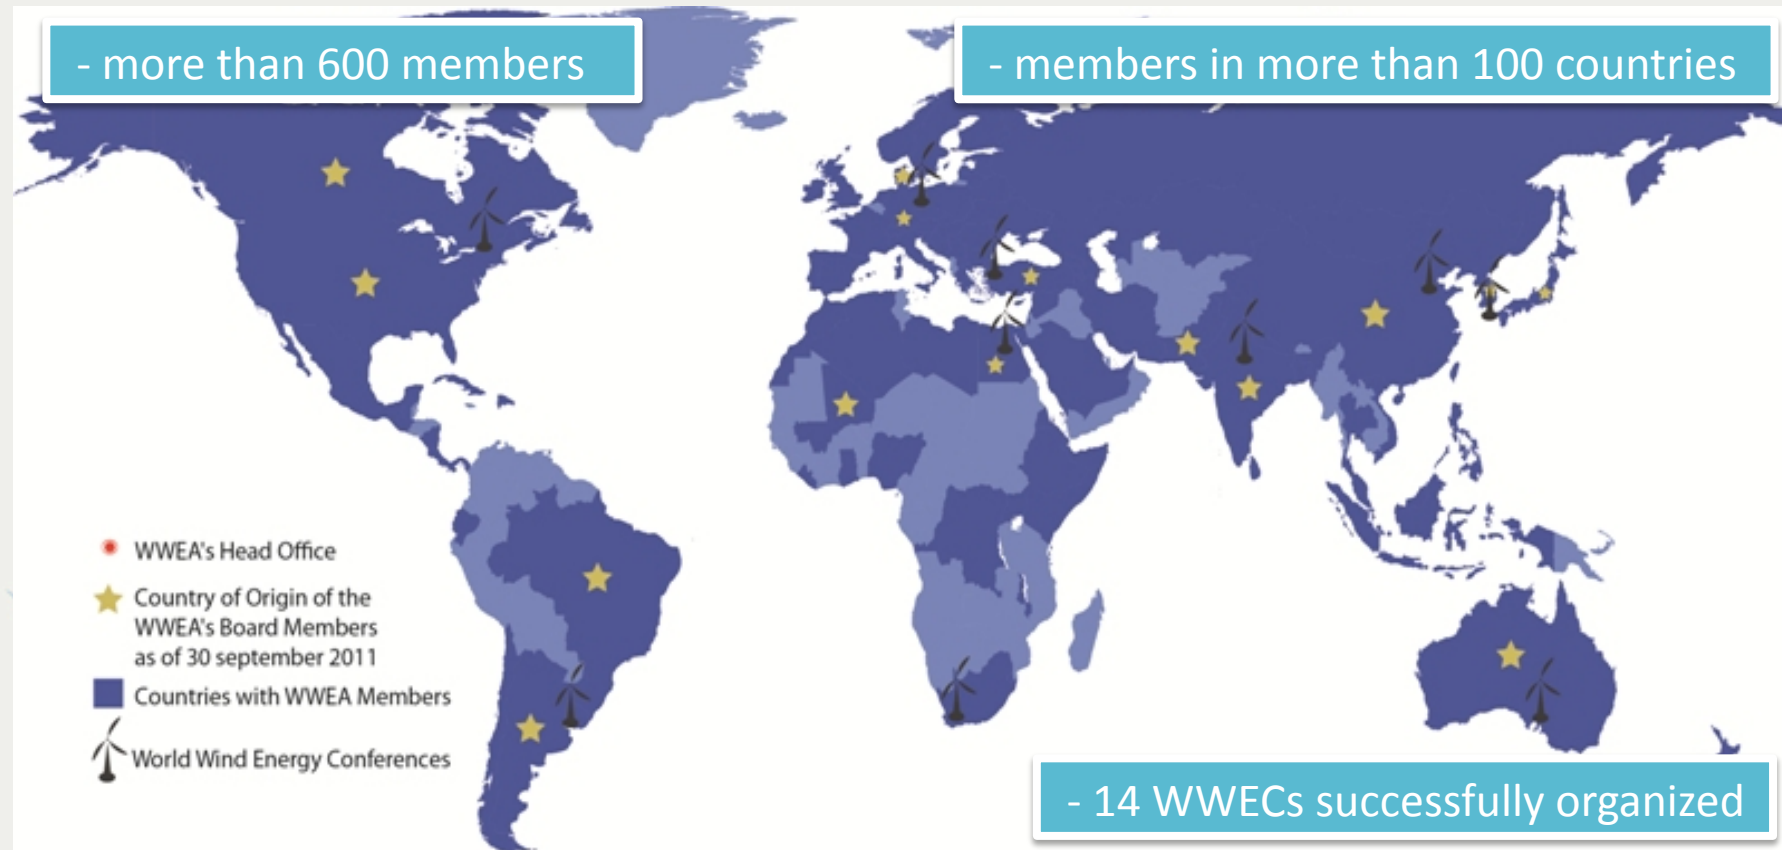 - more than 600 members
- members in more than 100 countries
WWEA's Head Office
Country of Origin of the
WWEA's Board Members
as of 30 september 2011
Countries with WWEA Members
World Wind Energy Conferences
- 14 WWECs successfully organized